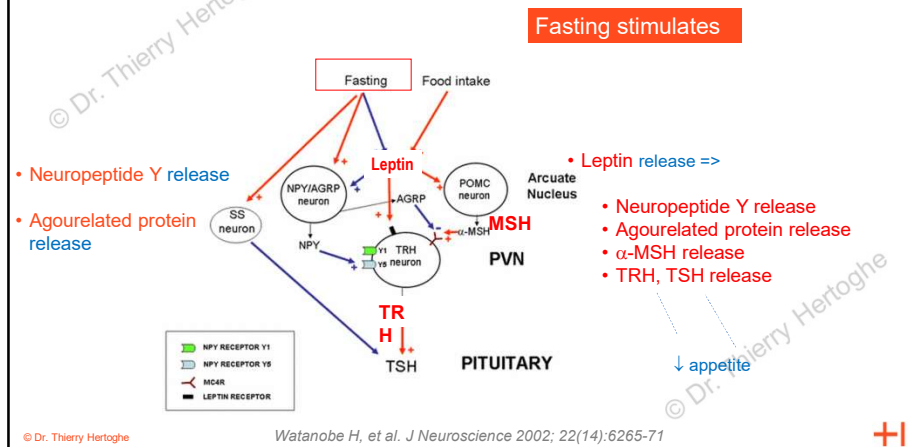 © Dr. Thierry Hertoghe
Fasting stimulates
Fasting
Food intake
• Neuropeptide Y release
• Agourelated protein
release
Leptin
NPY/AGRP
neuron
AGRP
POMC
neuron
Arcuate
Nucleus
SS
neuron
NPY
MSH
α-MSH
Y1
Y5
TRH
neuron
PVN
TR
H
TSH
PITUITARY
• Leptin release =>
• Neuropeptide Y release
• Agourelated protein release
• α-MSH release
• TRH, TSH release
↓ appetite
NPY RECEPTOR Y1
NPY RECEPTOR Y5
MC4R
LEPTIN RECEPTOR
© Dr. Thierry Hertoghe
© Dr. Thierry Hertoghe
Watanobe H, et al. J Neuroscience 2002; 22(14):6265-71